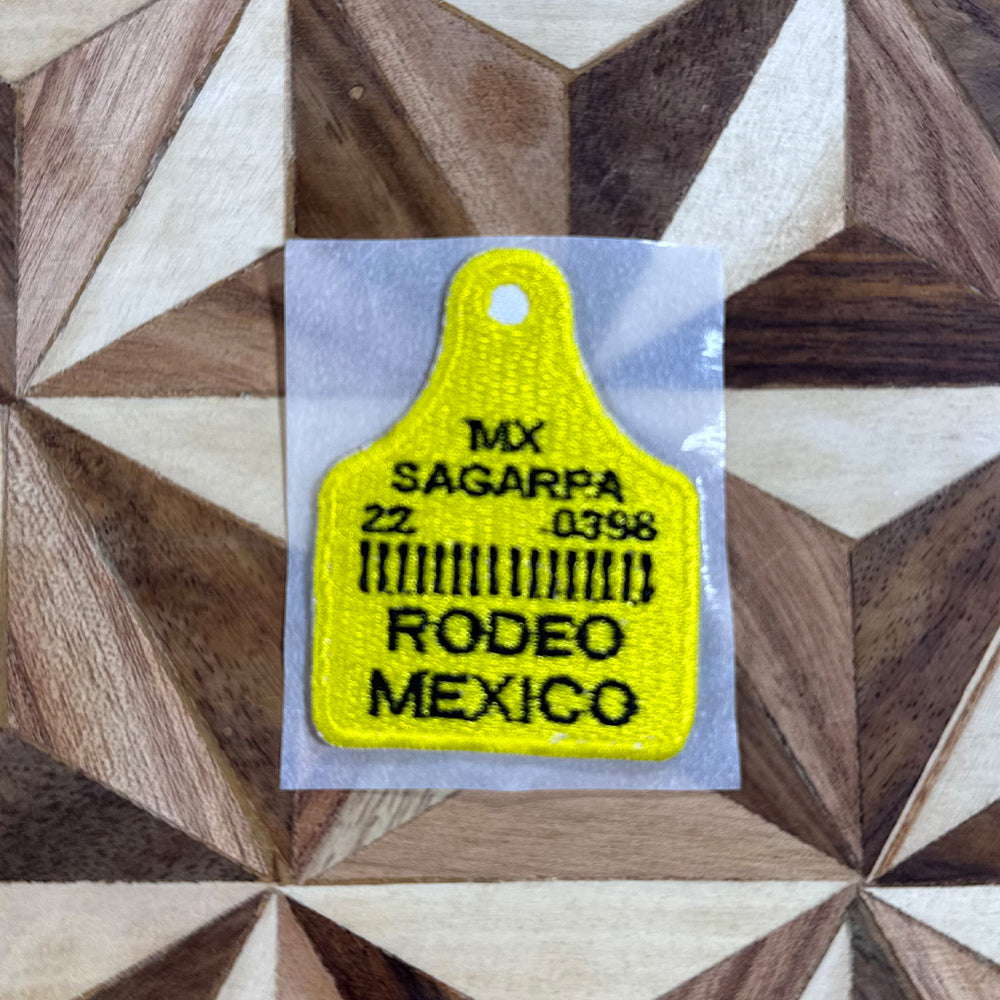 MX
SAGARPA
22 0398
RODEO
MEXICO